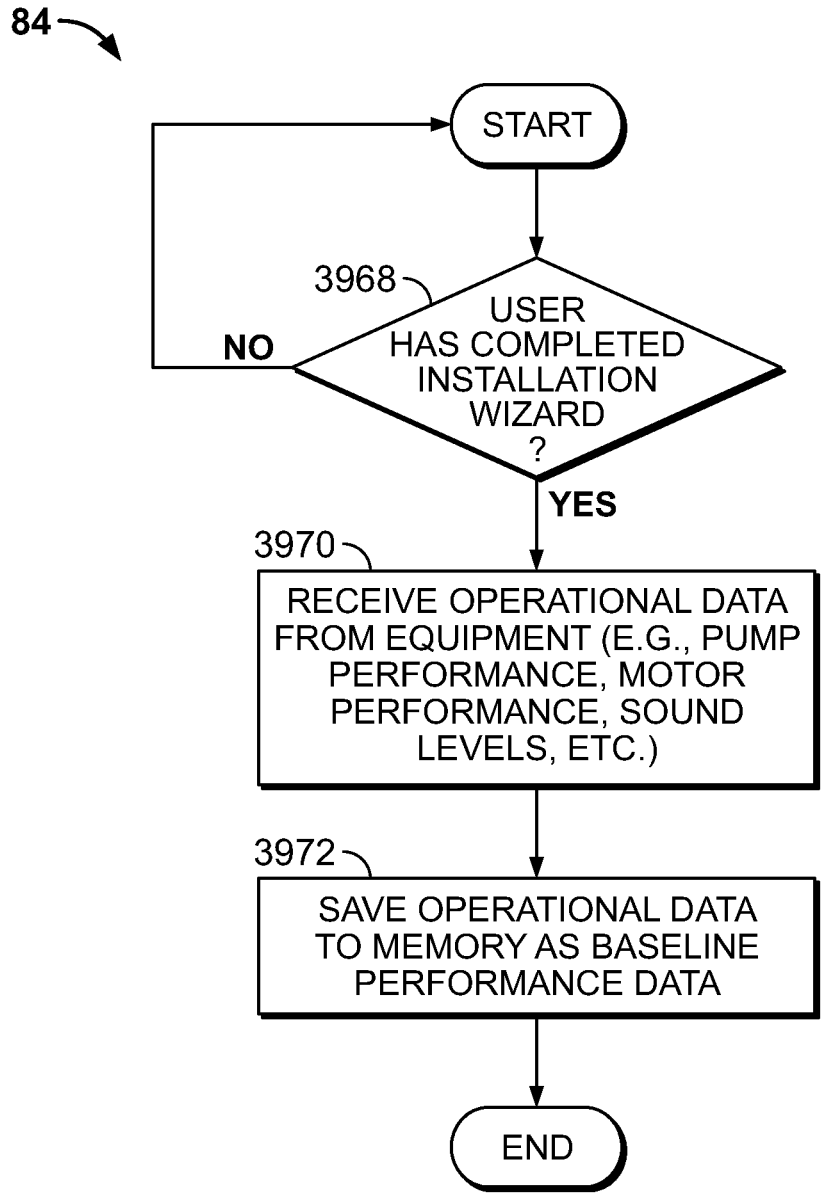 84
START
3968
USER
HAS COMPLETED
INSTALLATION
WIZARD
?
NO
YES
3970
RECEIVE OPERATIONAL DATA
FROM EQUIPMENT (E.G., PUMP
PERFORMANCE, MOTOR
PERFORMANCE, SOUND
LEVELS, ETC.)
3972
SAVE OPERATIONAL DATA
TO MEMORY AS BASELINE
PERFORMANCE DATA
END